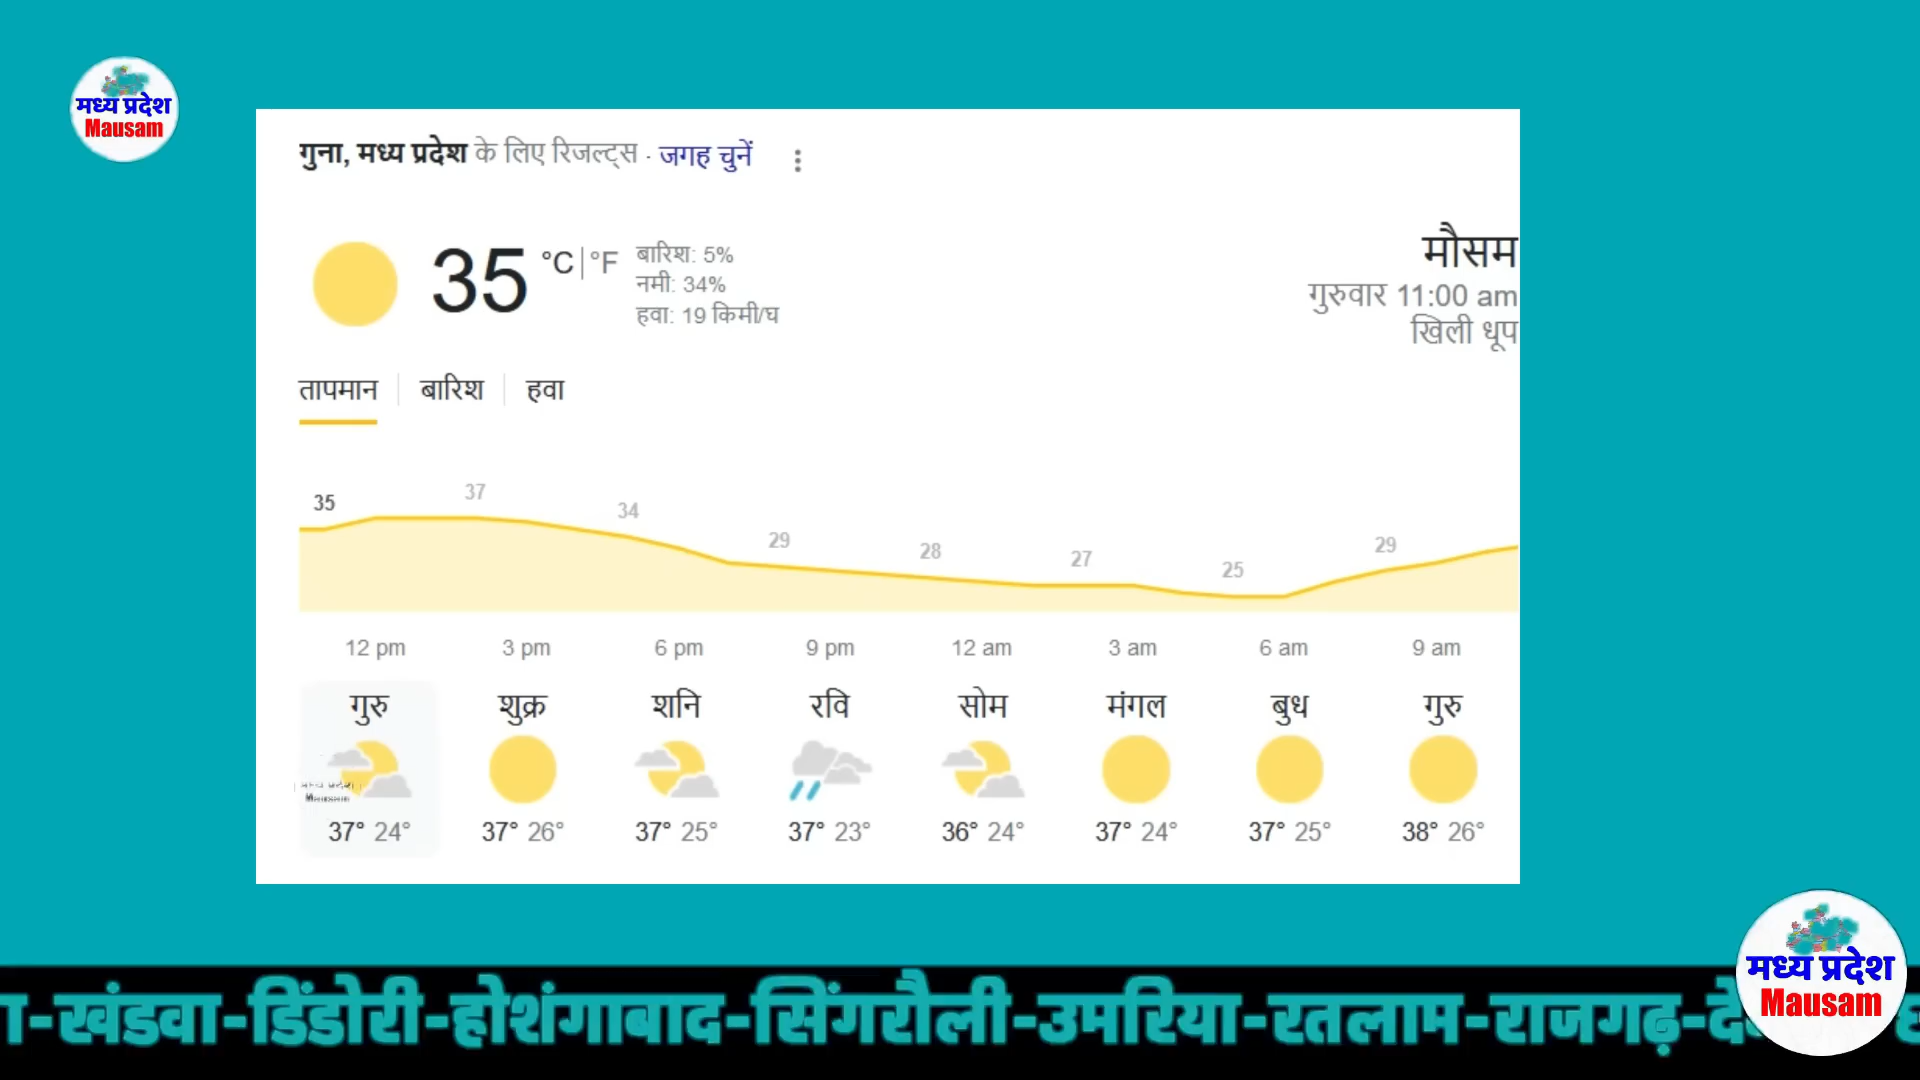 मध्य प्रदेश
Mausam
गुना, मध्य प्रदेश के लिए रिजल्ट्स · जगह चुनें
35 °C | °F
बारिश: 5%
नमी: 34%
हवा: 19 किमी/घ
मौसम
गुरुवार 11:00 am
खिली धूप
तापमान | बारिश | हवा
35 37 34 29 28 27 25 29
12 pm 3 pm 6 pm 9 pm 12 am 3 am 6 am 9 am
गुरु शुक्र शनि रवि सोम मंगल बुध गुरु
मध्य प्रदेश
Mausam
37° 24° 37° 26° 37° 25° 37° 23° 36° 24° 37° 24° 37° 25° 38° 26°
-खंडवा-डिंडोरी-होशंगाबाद-सिंगरौली-उमरिया-रतलाम-राजगढ़-
मध्य प्रदेश
Mausam